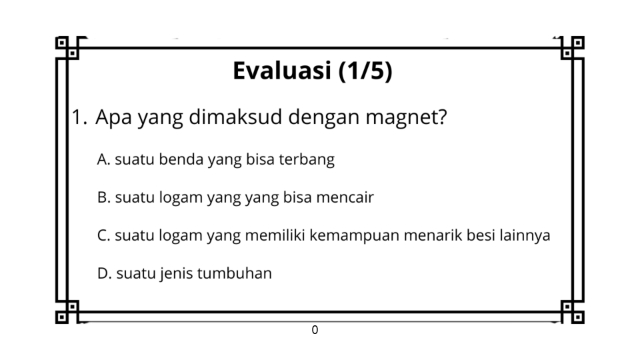 Evaluasi (1/5)
1. Apa yang dimaksud dengan magnet?
A. suatu benda yang bisa terbang
B. suatu logam yang yang bisa mencair
C. suatu logam yang memiliki kemampuan menarik besi lainnya
D. suatu jenis tumbuhan
0